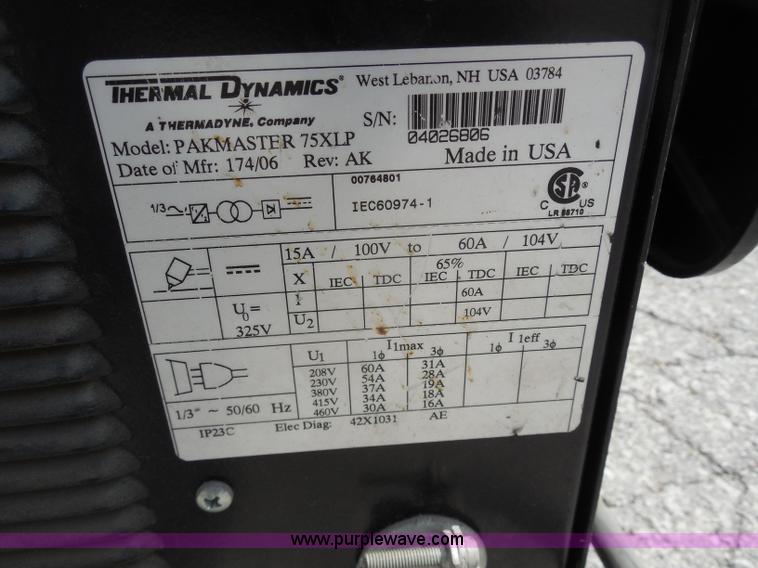 THERMAL DYNAMICS® West Lebanon, NH USA 03784
A THERMADYNE, Company
S/N: 04026806
Model: PAKMASTER 75XLP
Date of Mfr: 174/06 Rev: AK Made in USA
00764801
1/3
IEC60974-1
CSA ®
C US
LR 88710
15A / 100V to 60A / 104V
65%
X IEC TDC IEC TDC IEC TDC
I 60A
U2 104V
U0 =
325V
U1 I1max I1eff
1ϕ 3ϕ 1ϕ 3ϕ
208V 60A 31A
230V 54A 28A
380V 37A 19A
415V 34A 18A
460V 30A 16A
1/3~ 50/60 Hz
IP23C Elec Diag: 42X1031 AE
www.purplewave.com